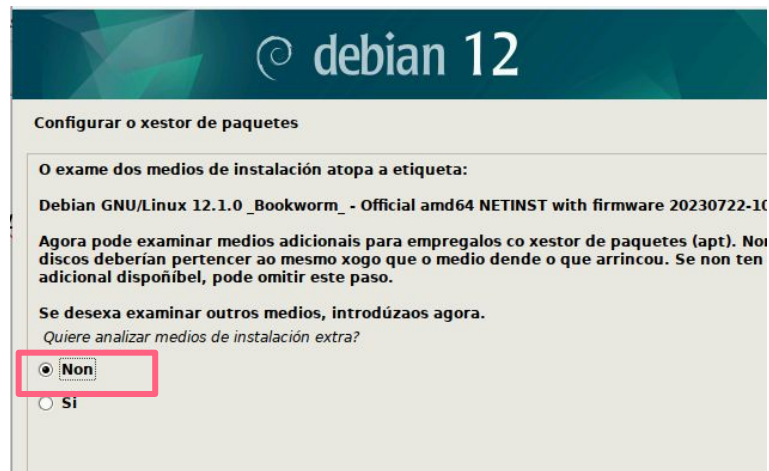 debian 12
Configurar o xestor de paquetes
O exame dos medios de instalación atopa a etiqueta:
Debian GNU/Linux 12.1.0 _Bookworm_ - Official amd64 NETINST with firmware 20230722-10
Agora pode examinar medios adicionais para empregalos co xestor de paquetes (apt).
discos deberían pertencer ao mesmo xogo que o medio dende o que arrincou. Se non ten
adicional dispoñíbel, pode omitir este paso.
Se desexa examinar outros medios, introdúzaos agora.
Quiere analizar medios de instalación extra?
Non
Si